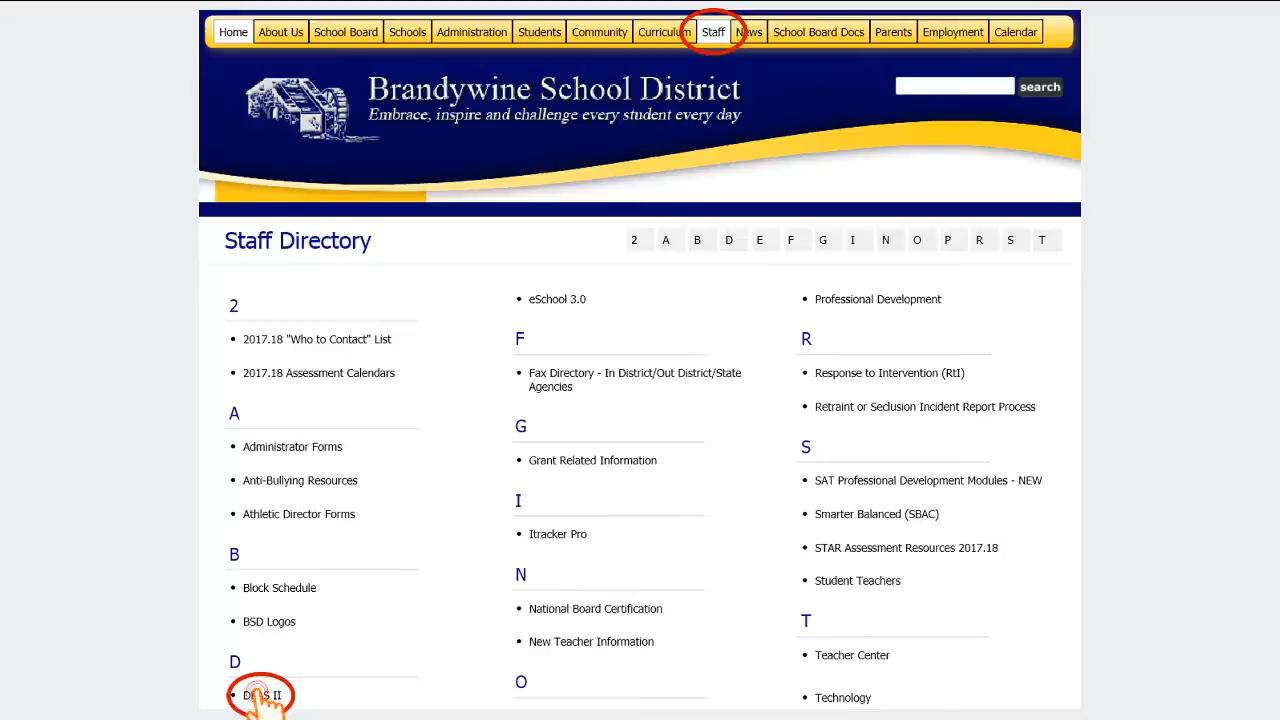 Home About Us School Board Schools Administration Students Community Curriculum Staff News School Board Docs Parents Employment Calendar
Brandywine School District
Embrace, inspire and challenge every student every day
search
Staff Directory
2 A B D E F G I N O P R S T
2
• 2017.18 "Who to Contact" List
• 2017.18 Assessment Calendars
A
• Administrator Forms
• Anti-Bullying Resources
• Athletic Director Forms
B
• Block Schedule
• BSD Logos
D
• II
• eSchool 3.0
F
• Fax Directory - In District/Out District/State
Agencies
G
• Grant Related Information
I
• Itracker Pro
N
• National Board Certification
• New Teacher Information
O
• Professional Development
R
• Response to Intervention (RtI)
• Retraint or Seclusion Incident Report Process
S
• SAT Professional Development Modules - NEW
• Smarter Balanced (SBAC)
• STAR Assessment Resources 2017.18
• Student Teachers
T
• Teacher Center
• Technology